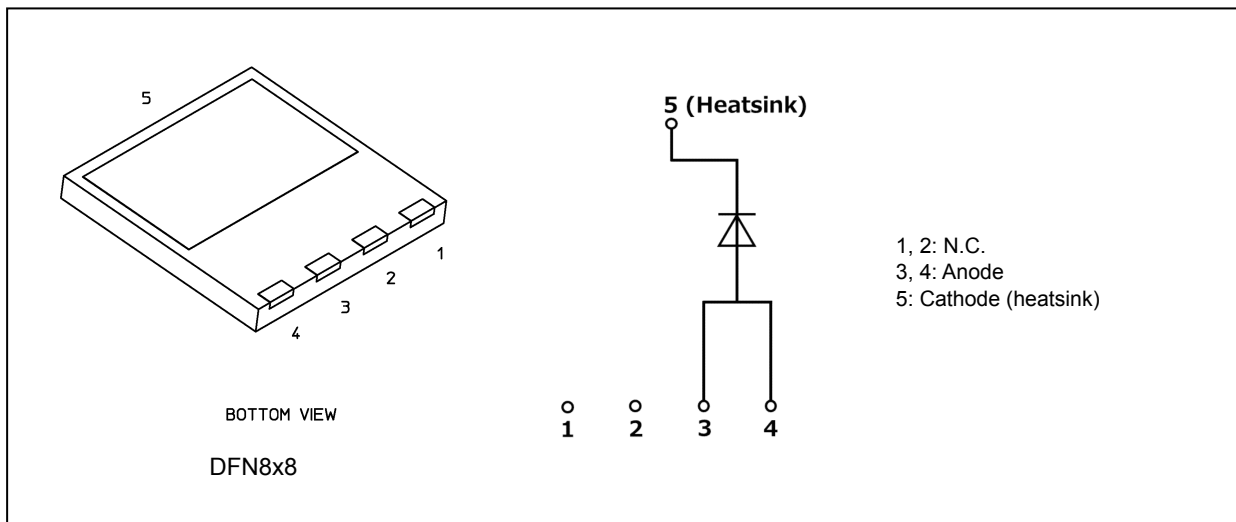 5
1
2
3
4
BOTTOM VIEW
DFN8x8
5 (Heatsink)
1 2 3 4
1, 2: N.C.
3, 4: Anode
5: Cathode (heatsink)